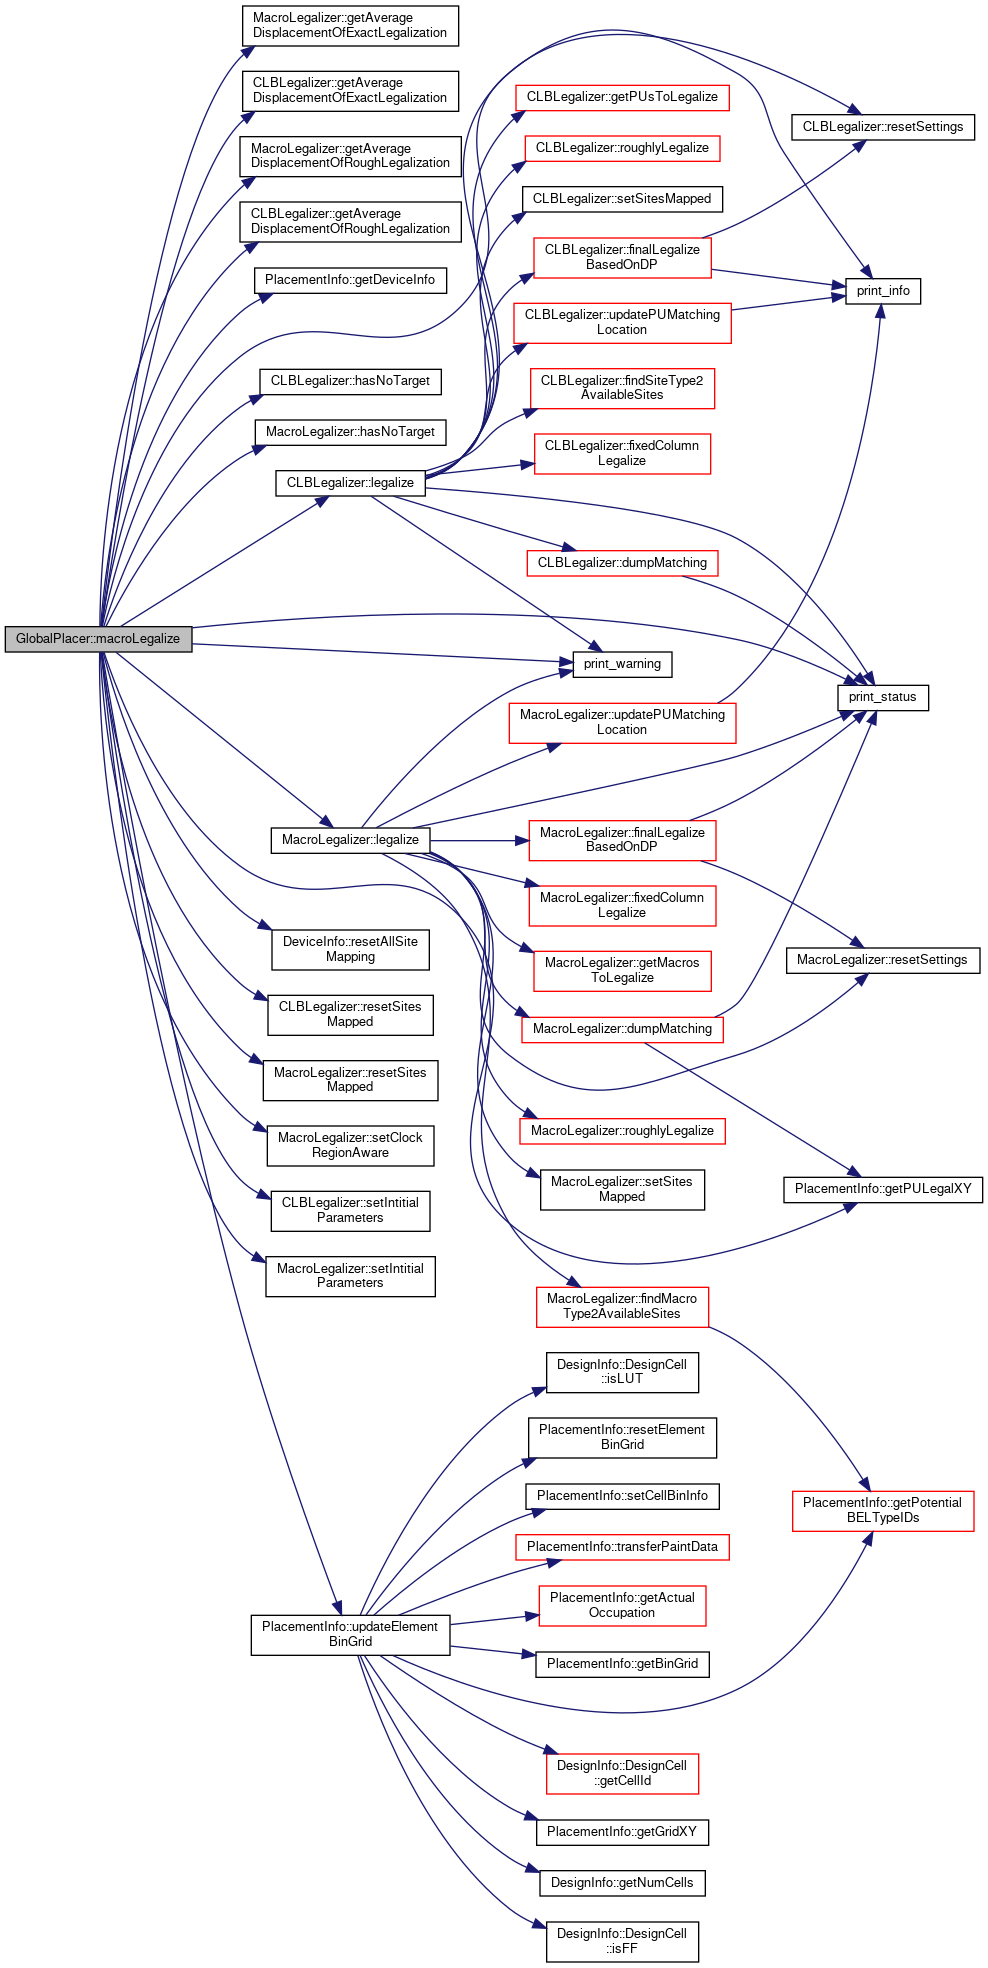 MacroLegalizer::getAverage
DisplacementOfExactLegalization
CLBLegalizer::getAverage
DisplacementOfExactLegalization
MacroLegalizer::getAverage
DisplacementOfRoughLegalization
CLBLegalizer::getAverage
DisplacementOfRoughLegalization
PlacementInfo::getDeviceInfo
CLBLegalizer::hasNoTarget
MacroLegalizer::hasNoTarget
CLBLegalizer::legalize
GlobalPlacer::macroLegalize
MacroLegalizer::legalize
DeviceInfo::resetAllSite
Mapping
CLBLegalizer::resetSites
Mapped
MacroLegalizer::resetSites
Mapped
MacroLegalizer::setClock
RegionAware
CLBLegalizer::setIntitial
Parameters
MacroLegalizer::setIntitial
Parameters
PlacementInfo::updateElement
BinGrid
CLBLegalizer::getPUsToLegalize
CLBLegalizer::roughlyLegalize
CLBLegalizer::setSitesMapped
CLBLegalizer::finalLegalize
BasedOnDP
CLBLegalizer::updatePUMatching
Location
CLBLegalizer::findSiteType2
AvailableSites
CLBLegalizer::fixedColumn
Legalize
CLBLegalizer::dumpMatching
print_warning
MacroLegalizer::updatePUMatching
Location
MacroLegalizer::finalLegalize
BasedOnDP
MacroLegalizer::fixedColumn
Legalize
MacroLegalizer::getMacros
ToLegalize
MacroLegalizer::dumpMatching
MacroLegalizer::roughlyLegalize
MacroLegalizer::setSites
Mapped
MacroLegalizer::findMacro
Type2AvailableSites
DesignInfo::DesignCell
::isLUT
PlacementInfo::resetElement
BinGrid
PlacementInfo::setCellBinInfo
PlacementInfo::transferPaintData
PlacementInfo::getActual
Occupation
PlacementInfo::getBinGrid
DesignInfo::DesignCell
::getCellId
PlacementInfo::getGridXY
DesignInfo::getNumCells
DesignInfo::DesignCell
::isFF
CLBLegalizer::resetSettings
print_info
print_status
MacroLegalizer::resetSettings
PlacementInfo::getPULegalXY
PlacementInfo::getPotential
BELTypeIDs